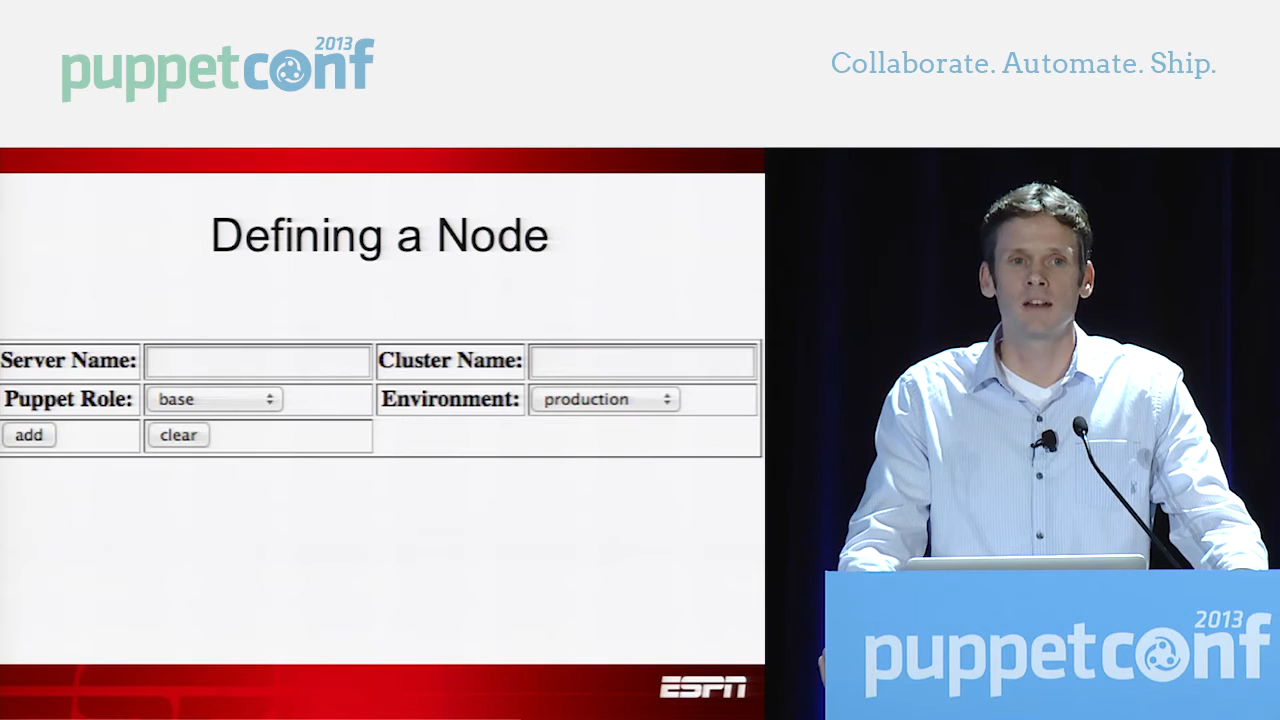 puppetconf 2013
Collaborate. Automate. Ship.
Defining a Node
Server Name: Cluster Name:
Puppet Role: base Environment: production
add clear
ESPN
puppetconf 2013